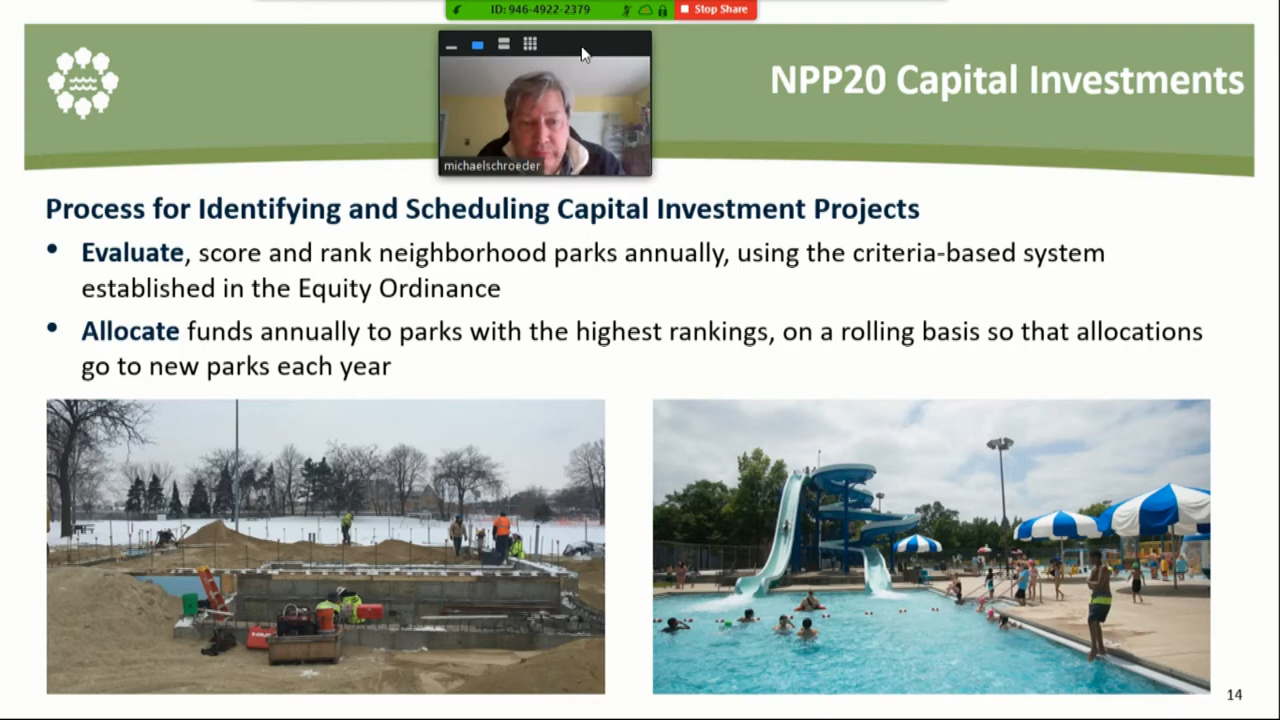 ID: 946-4922-2379
Stop Share
NPP20 Capital Investments
michaelschroeder
Process for Identifying and Scheduling Capital Investment Projects
• Evaluate, score and rank neighborhood parks annually, using the criteria-based system
established in the Equity Ordinance
• Allocate funds annually to parks with the highest rankings, on a rolling basis so that allocations
go to new parks each year
14